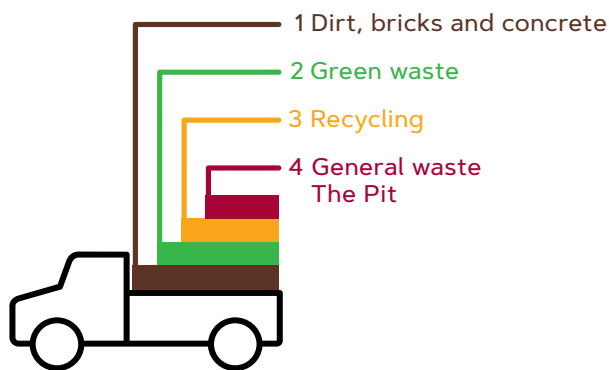 1 Dirt, bricks and concrete
2 Green waste
3 Recycling
4 General waste
The Pit